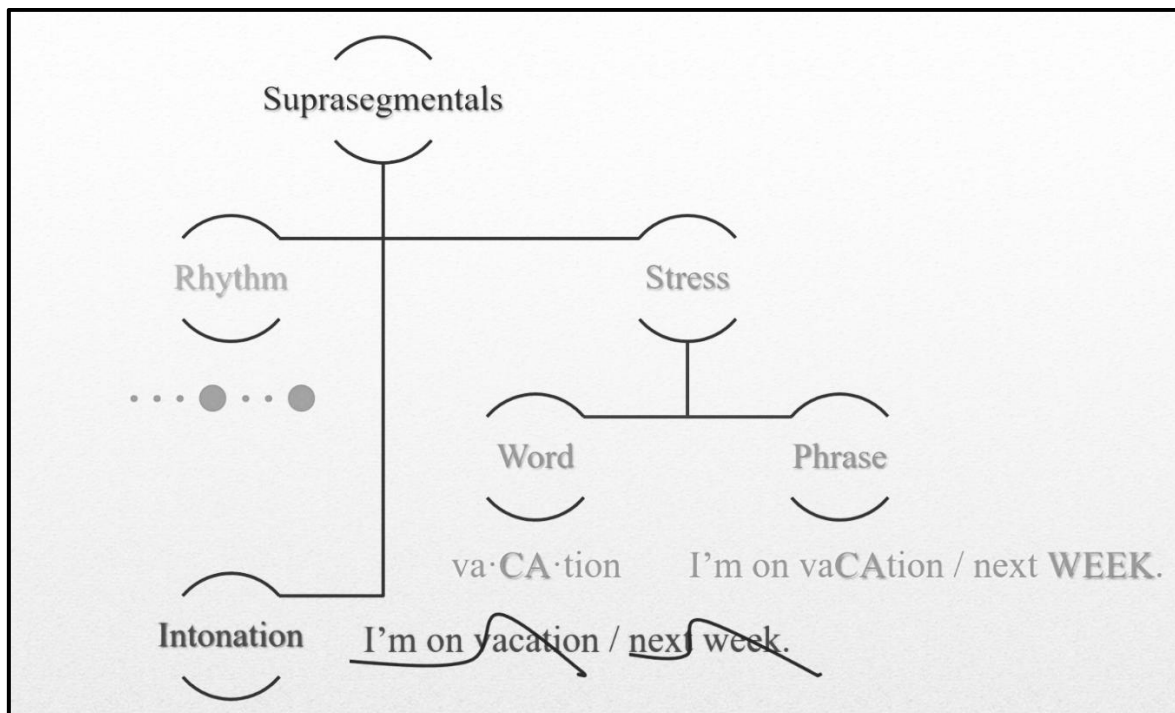 Suprasegmentals
Rhythm
Stress
Word
Phrase
va·CA·tion
I’m on vaCAtion / next WEEK.
Intonation
I’m on vacation / next week.